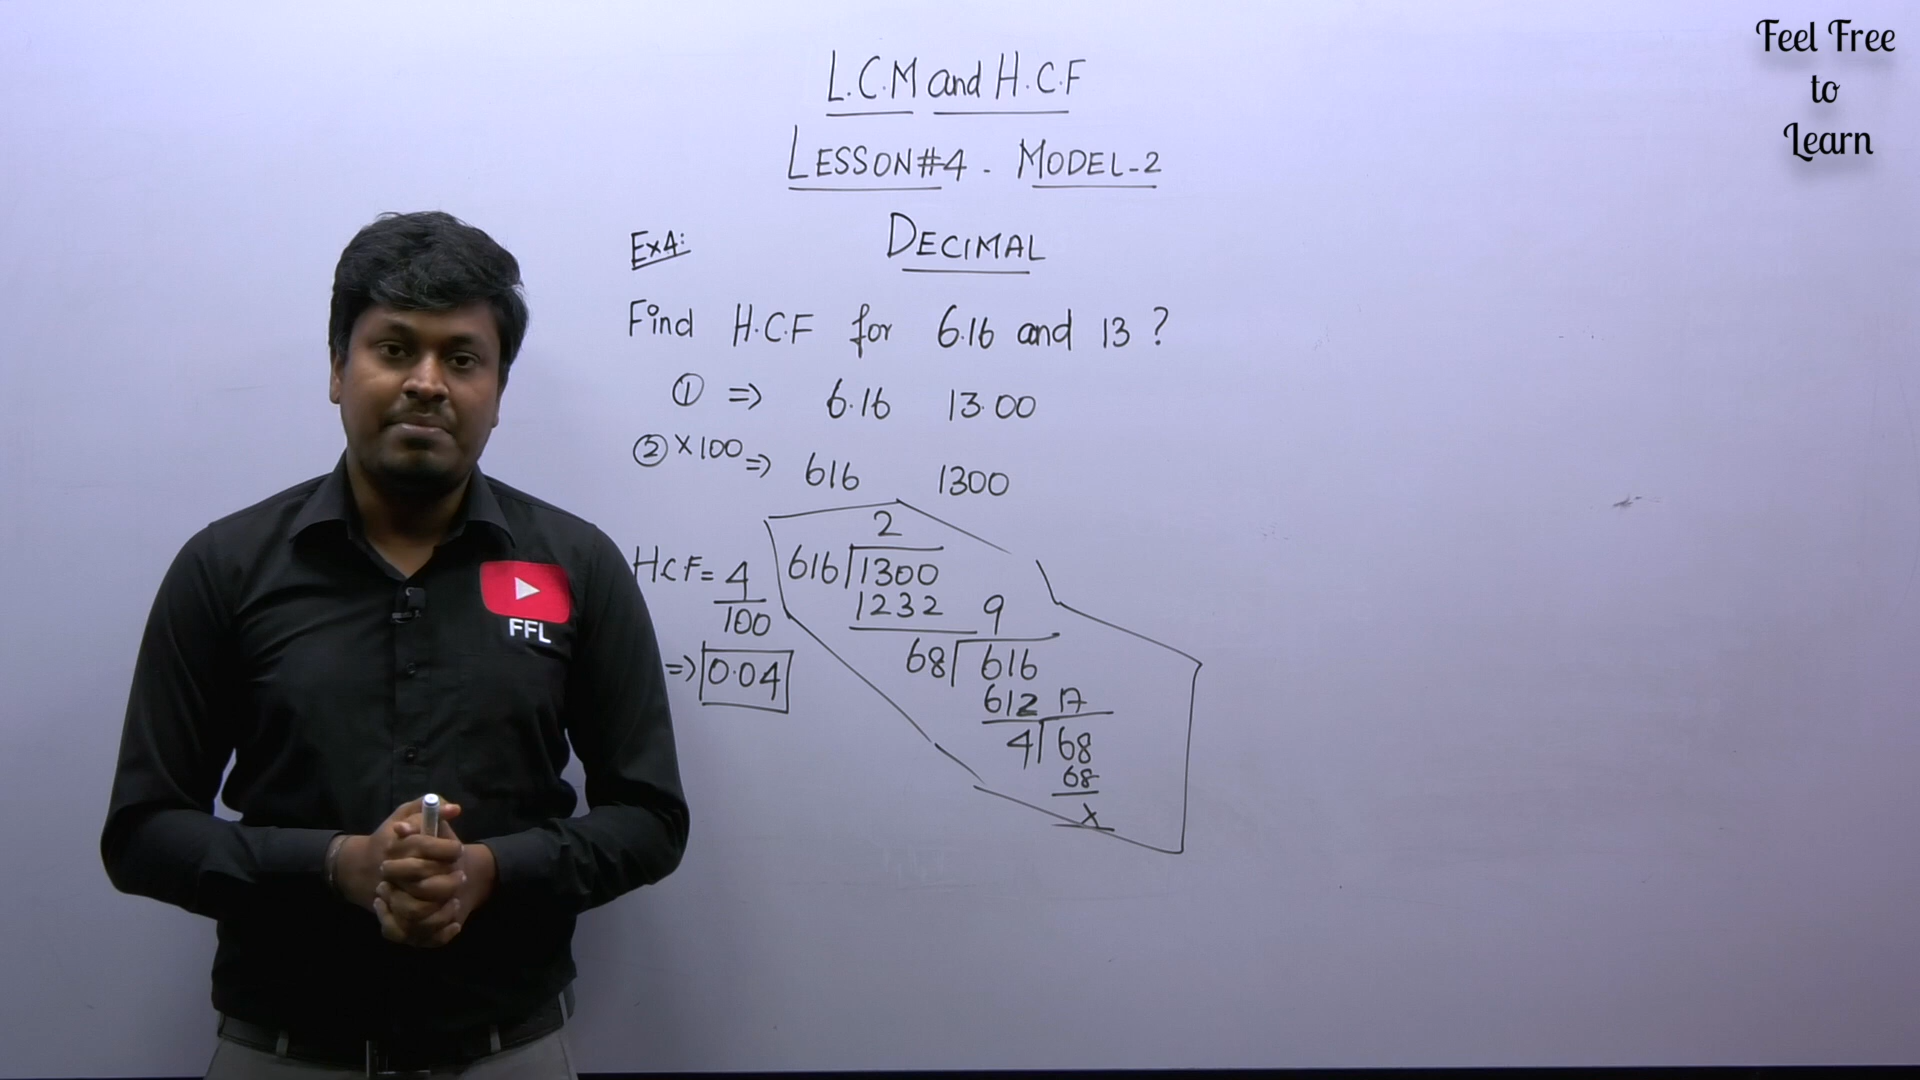 L.C.M and H.C.F
LESSON#4 - MODEL-2
DECIMAL
Ex4:
Find H.C.F for 6.16 and 13 ?
① => 6.16 13.00
② ×100 => 616 1300
2
616 1300
1232 9
68 616
612 17
4 68
68
x
HCF = 4
100
=> 0.04
FFL
Feel Free
to
Learn